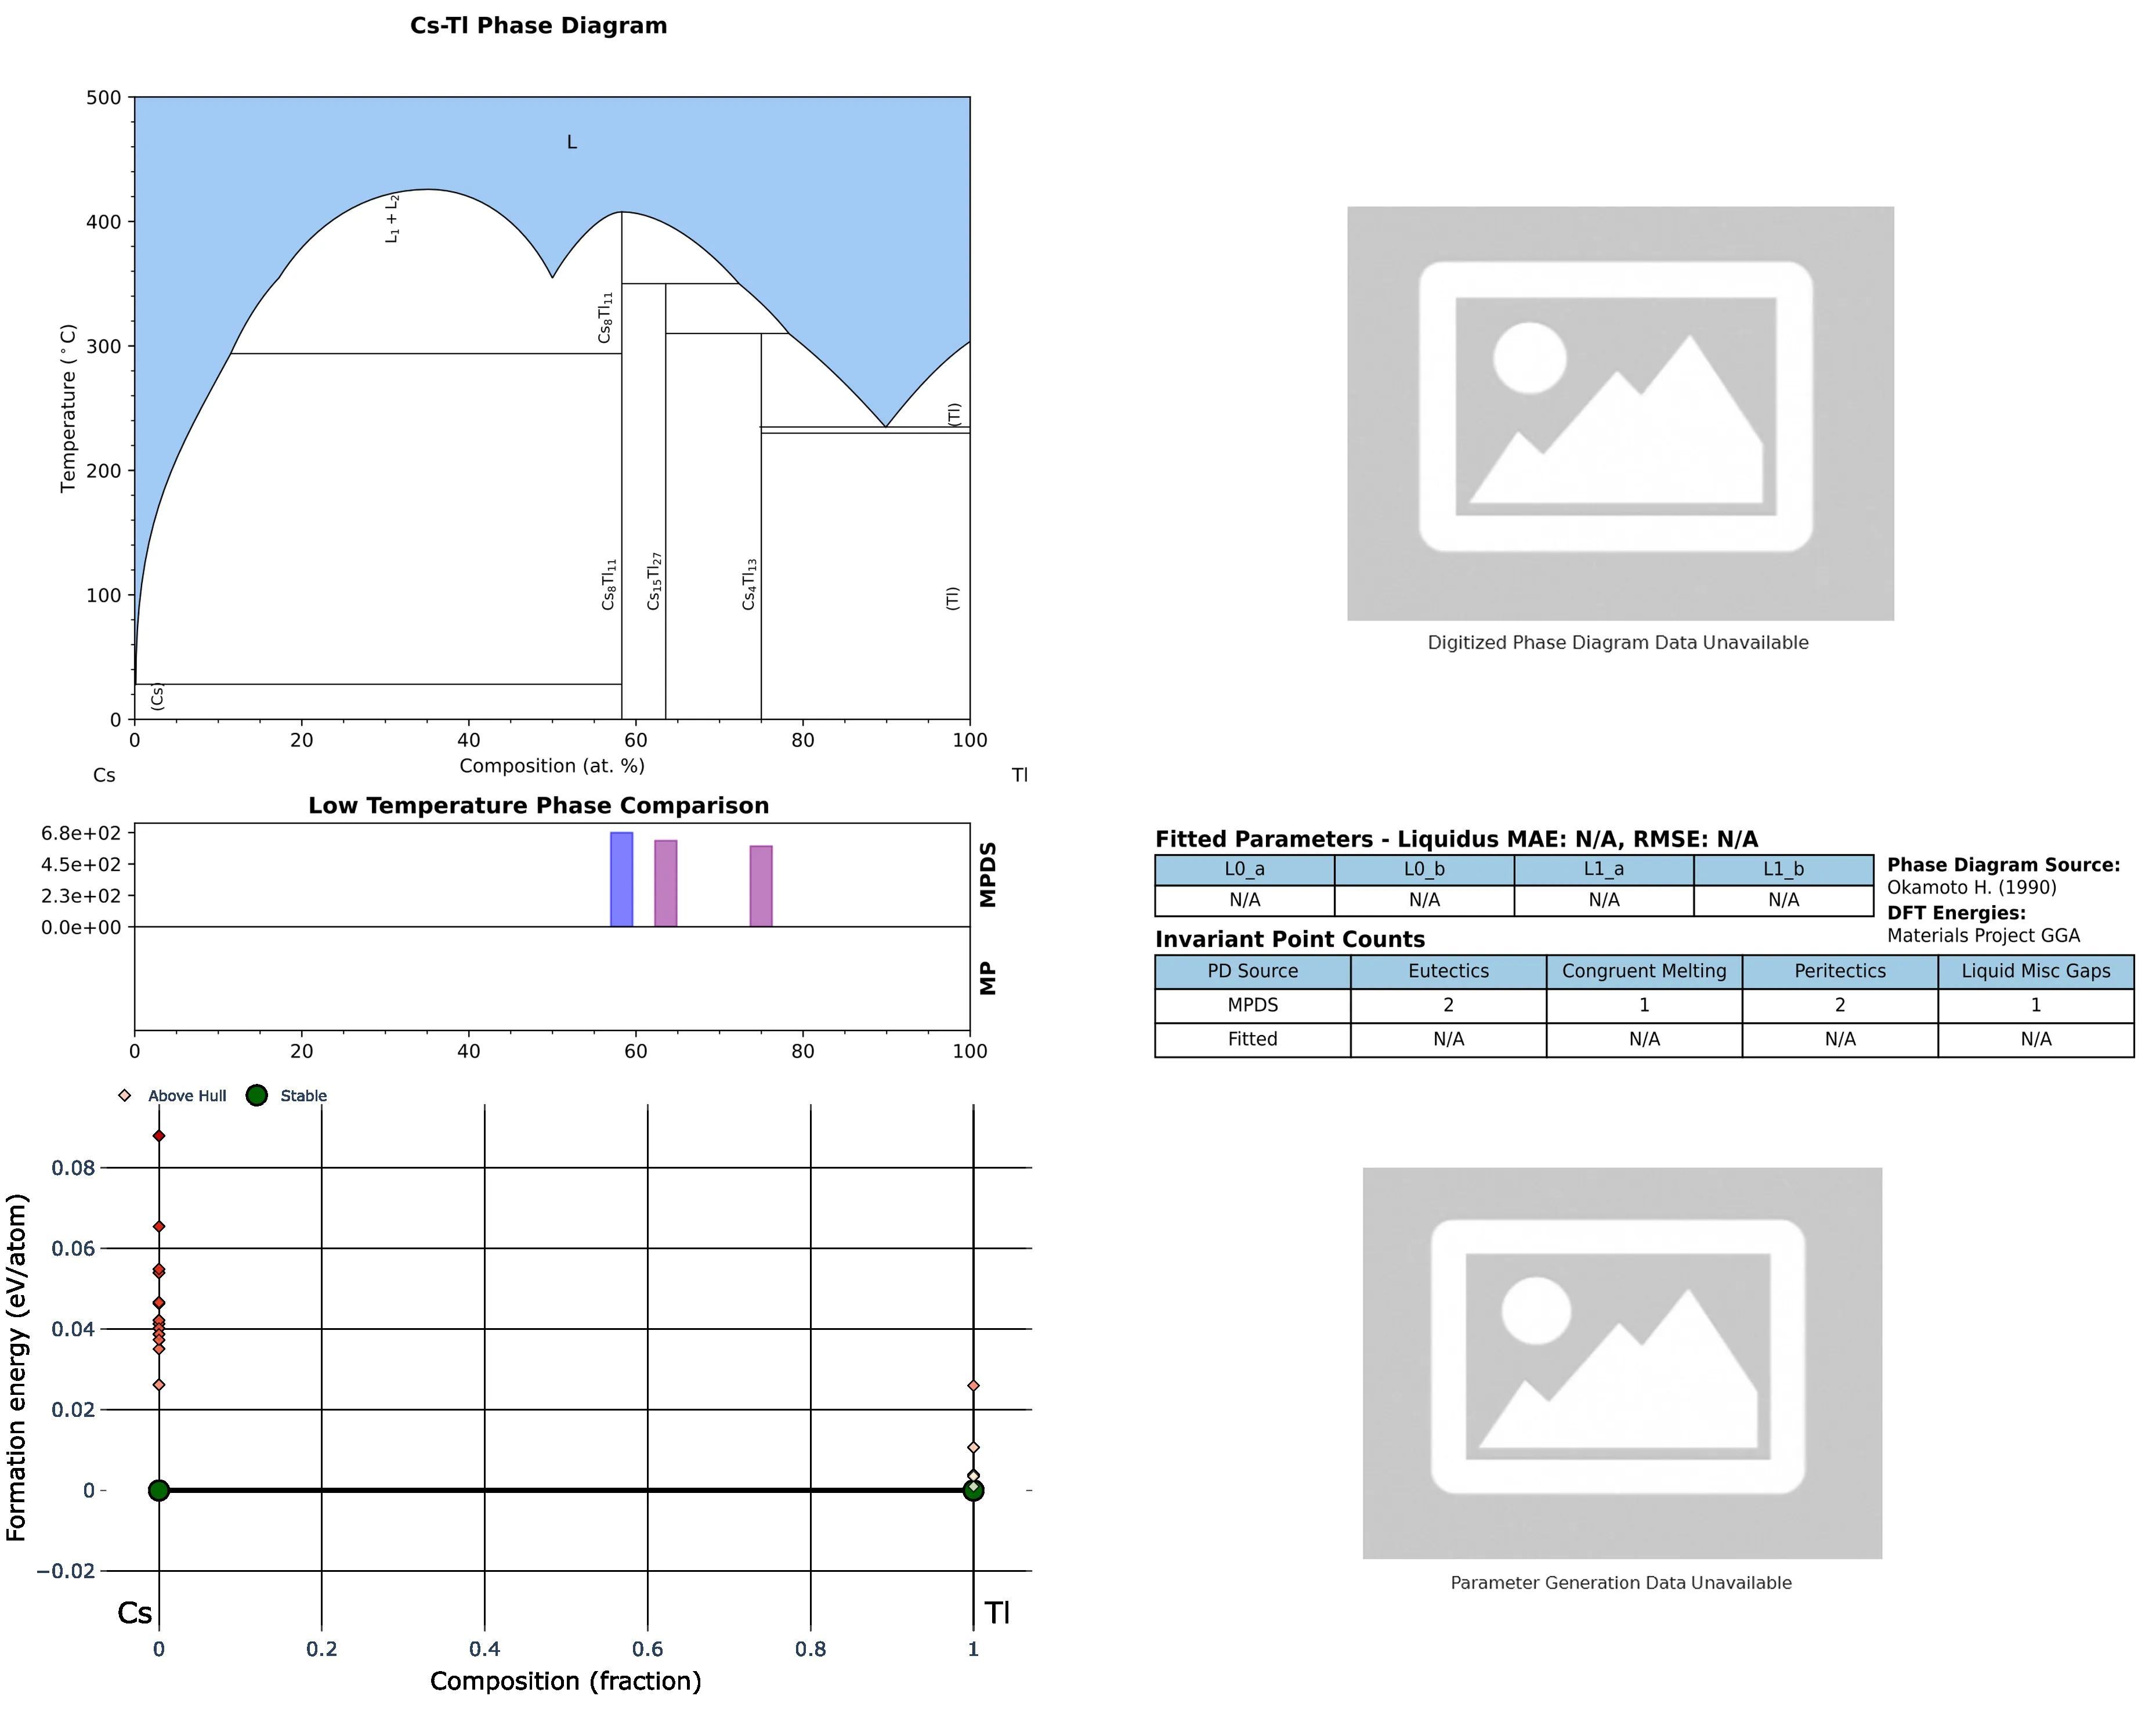 Cs-Tl Phase Diagram
500
400
300
200
100
0
Temperature (°C)
L
L₁ + L₂
Cs₈Tl₁₁
Cs₈Tl₁₁
Cs₁₅Tl₂₇
Cs₄Tl₁₃
(Tl)
(Tl)
(Cs)
0 20 40 60 80 100
Composition (at. %)
Cs Tl
Digitized Phase Diagram Data Unavailable
Low Temperature Phase Comparison
6.8e+02
4.5e+02
2.3e+02
0.0e+00
MPDS
MP
0 20 40 60 80 100
Fitted Parameters - Liquidus MAE: N/A, RMSE: N/A
L0_a L0_b L1_a L1_b
N/A N/A N/A N/A
Phase Diagram Source:
Okamoto H. (1990)
DFT Energies:
Materials Project GGA
Invariant Point Counts
PD Source Eutectics Congruent Melting Peritectics Liquid Misc Gaps
MPDS 2 1 2 1
Fitted N/A N/A N/A N/A
Above Hull Stable
0.08
0.06
0.04
0.02
0
−0.02
Formation energy (eV/atom)
Cs Tl
0 0.2 0.4 0.6 0.8 1
Composition (fraction)
Parameter Generation Data Unavailable